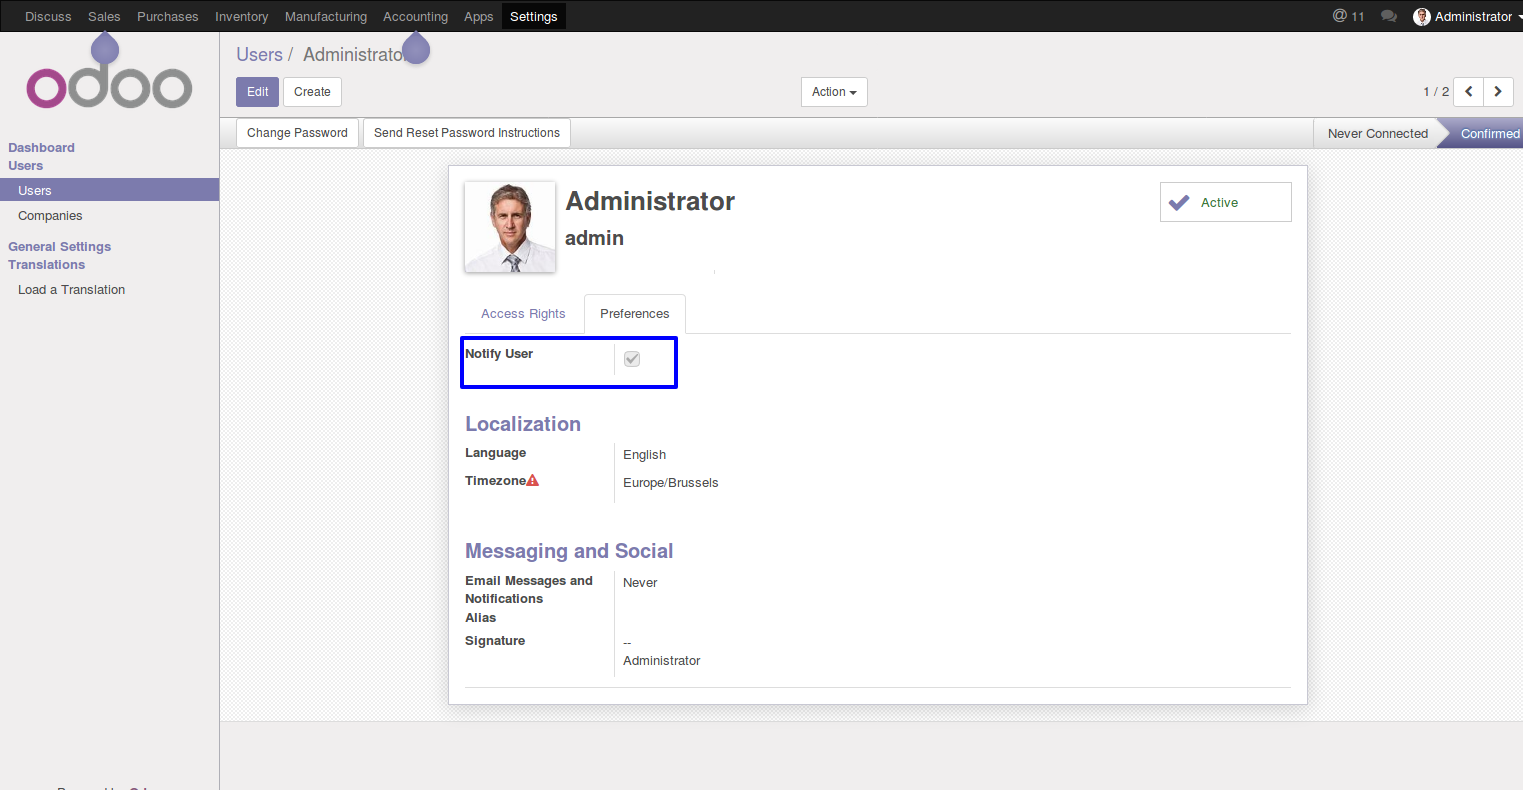 Discuss Sales Purchases Inventory Manufacturing Accounting Apps Settings @ 11 Administrator
odoo
Users / Administrato
Edit Create Action 1 / 2
Change Password Send Reset Password Instructions Never Connected Confirmed
Dashboard
Users
Users
Companies
General Settings
Translations
Load a Translation
Administrator
admin
Active
Access Rights Preferences
Notify User
Localization
Language English
Timezone Europe/Brussels
Messaging and Social
Email Messages and Never
Notifications
Alias
Signature --
Administrator